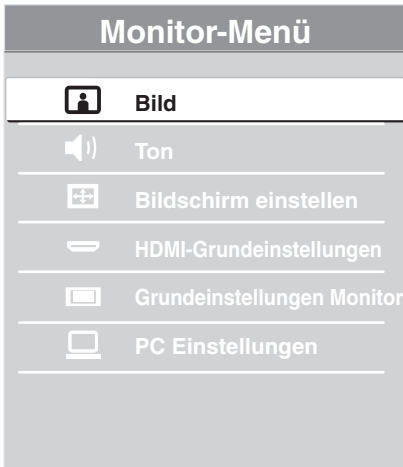 Monitor-Menü
Bild
Ton
Bildschirm einstellen
HDMI-Grundeinstellungen
Grundeinstellungen Monitor
PC Einstellungen